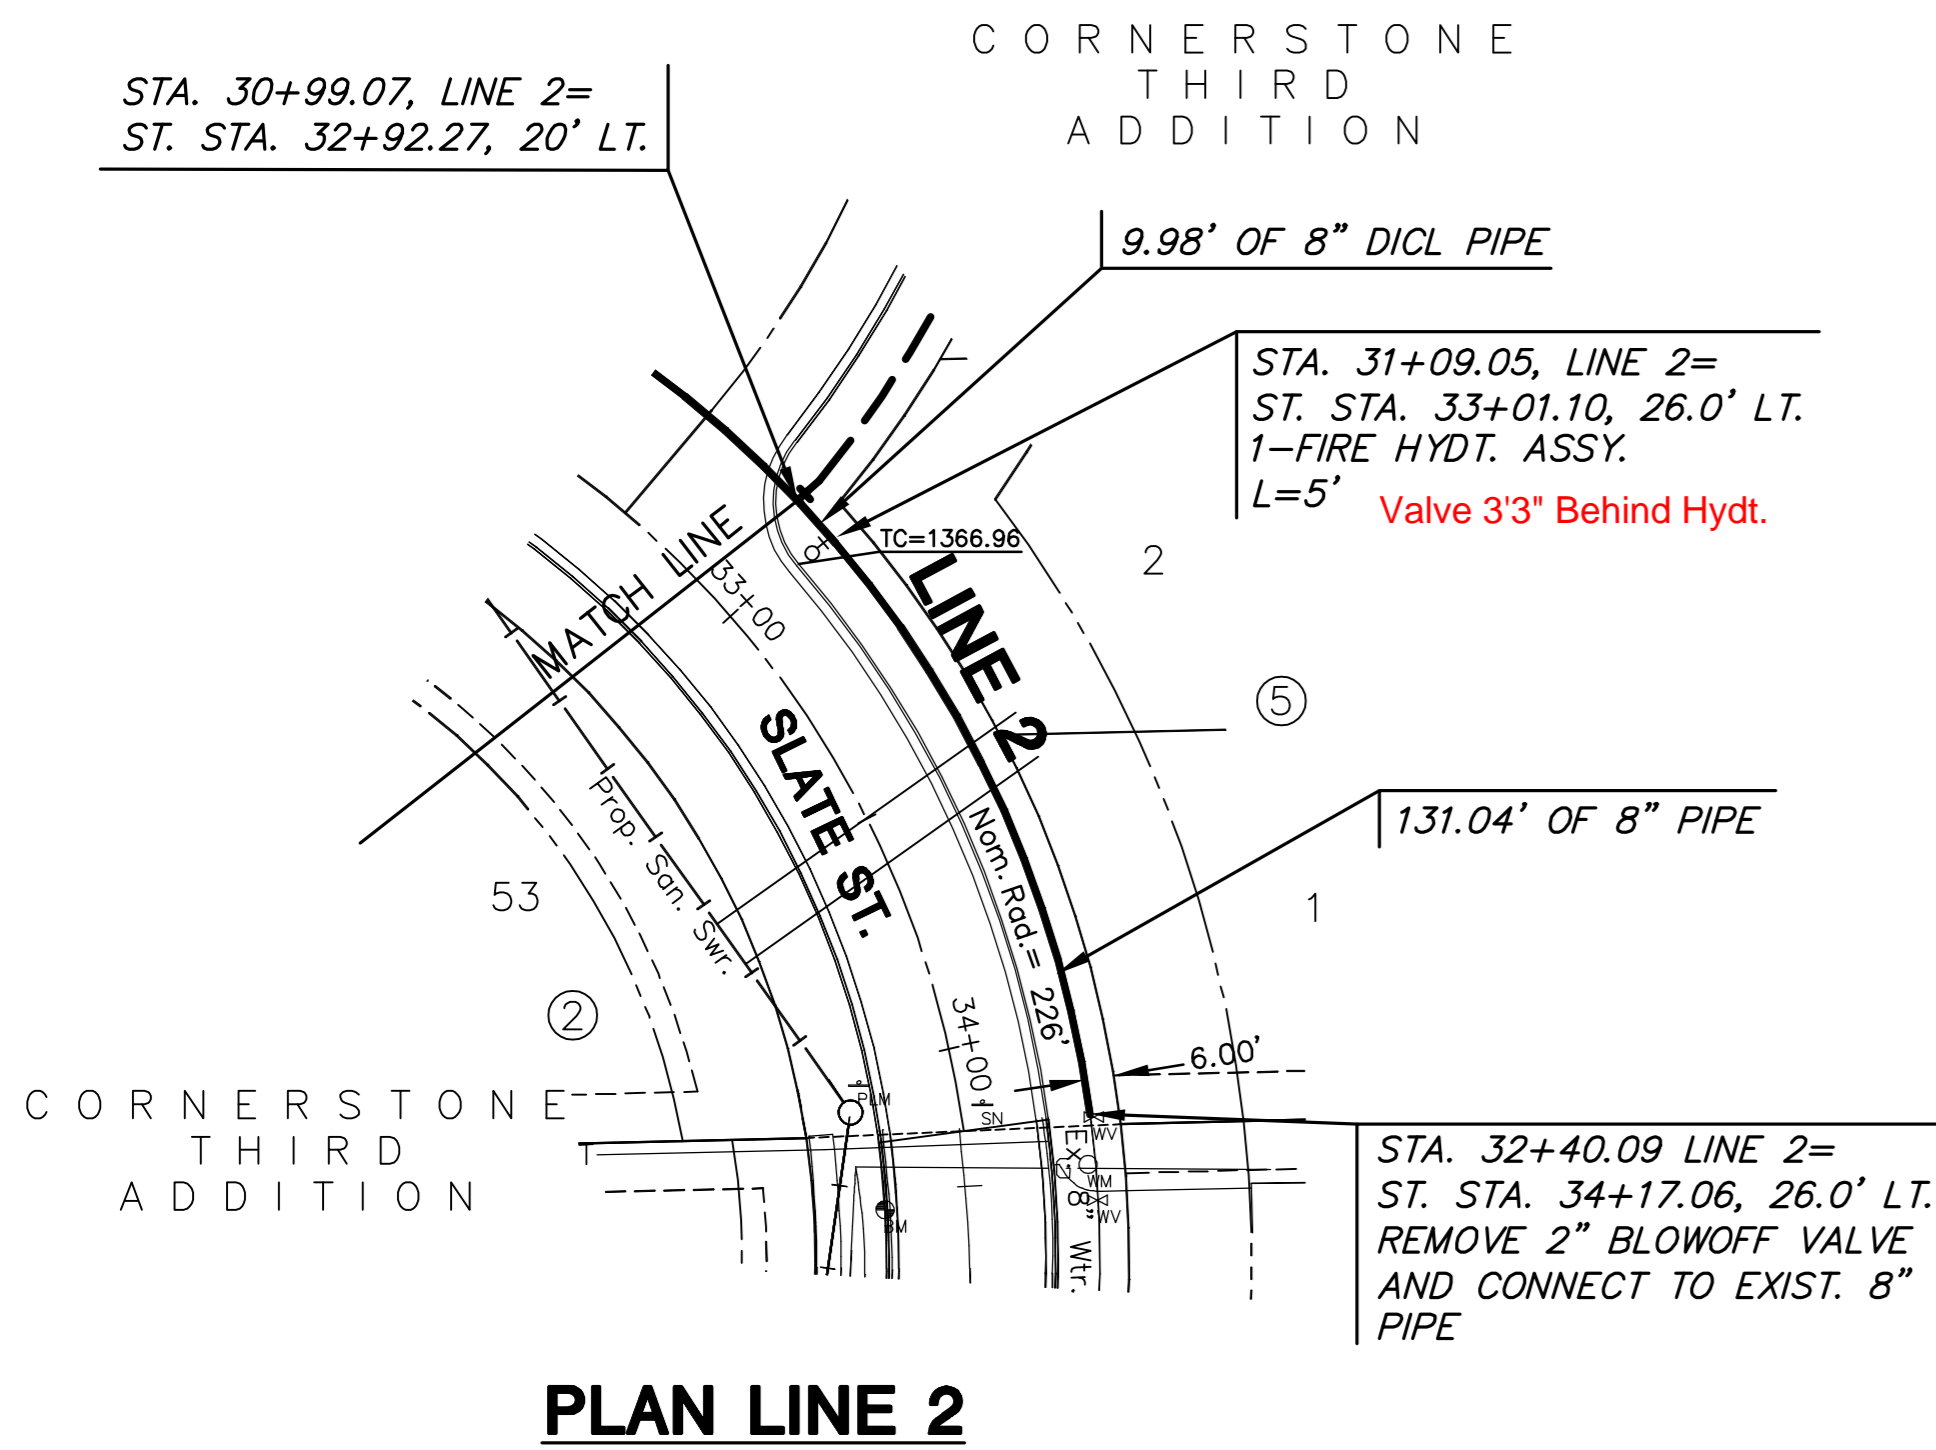 CORNERSTONE
THIRD
ADDITION
STA. 30+99.07, LINE 2=
ST. STA. 32+92.27, 20' LT.
9.98' OF 8" DICL PIPE
STA. 31+09.05, LINE 2=
ST. STA. 33+01.10, 26.0' LT.
1-FIRE HYDT. ASSY.
L=5'
Valve 3'3" Behind Hydt.
TC=1366.96
MATCH LINE
33+00
LINE 2
2
5
SLATE ST.
Prop. San. Swr.
Nom. Rad.= 226'
131.04' OF 8" PIPE
53
1
2
34+00
6.00'
CORNERSTONE
THIRD
ADDITION
PLM
SN
WV
WM
WV
BM
Ex. 8" Wtr.
STA. 32+40.09 LINE 2=
ST. STA. 34+17.06, 26.0' LT.
REMOVE 2" BLOWOFF VALVE
AND CONNECT TO EXIST. 8"
PIPE
PLAN LINE 2